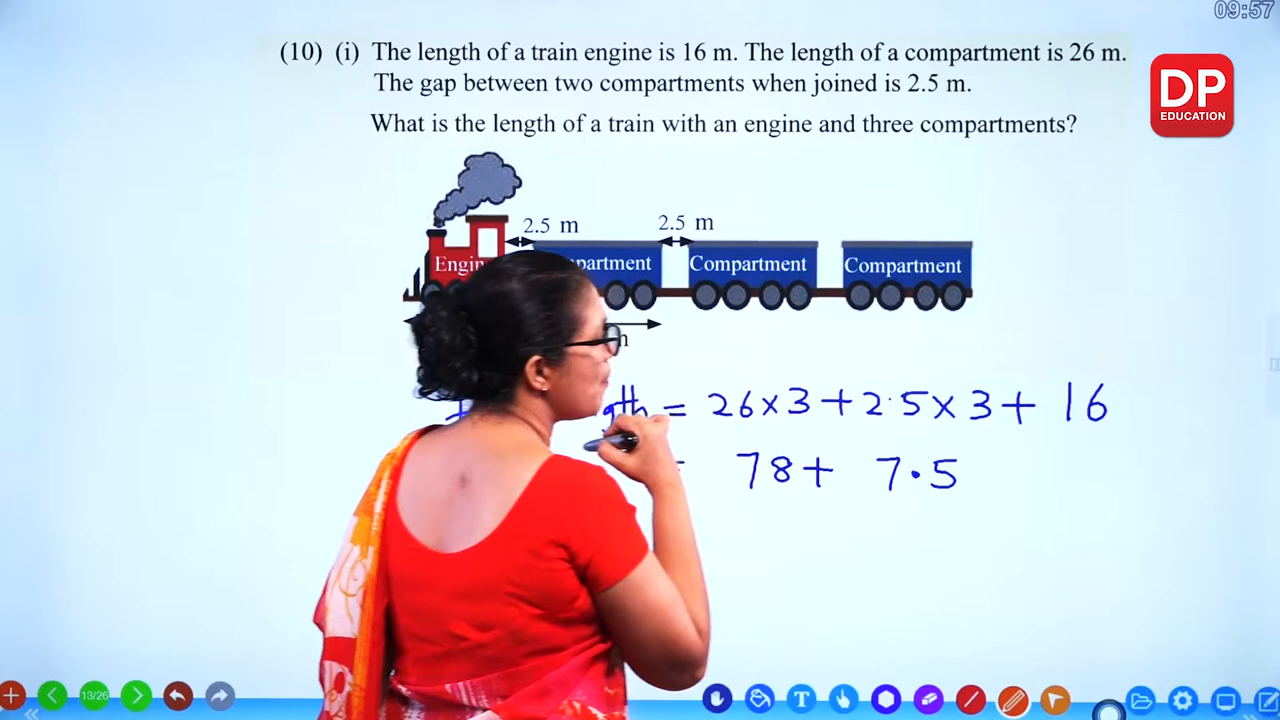 09:57
(10) (i) The length of a train engine is 16 m. The length of a compartment is 26 m.
The gap between two compartments when joined is 2.5 m.
DP
EDUCATION
What is the length of a train with an engine and three compartments?
2.5 m 2.5 m
Compartment Compartment
= 26×3+2.5×3+ 16
78+ 7.5
13/26